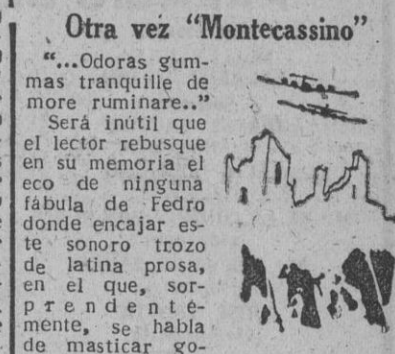 Otra vez “Montecassino”
“...Odoras gum-
mas tranquille de
more ruminare..”
Será inútil que
el lector rebusque
en su memoria el
eco de ninguna
fábula de Fedro
donde encajar es-
te sonoro trozo
de latina prosa,
en el que, sor-
prendente-
mente, se habla
de masticar go-